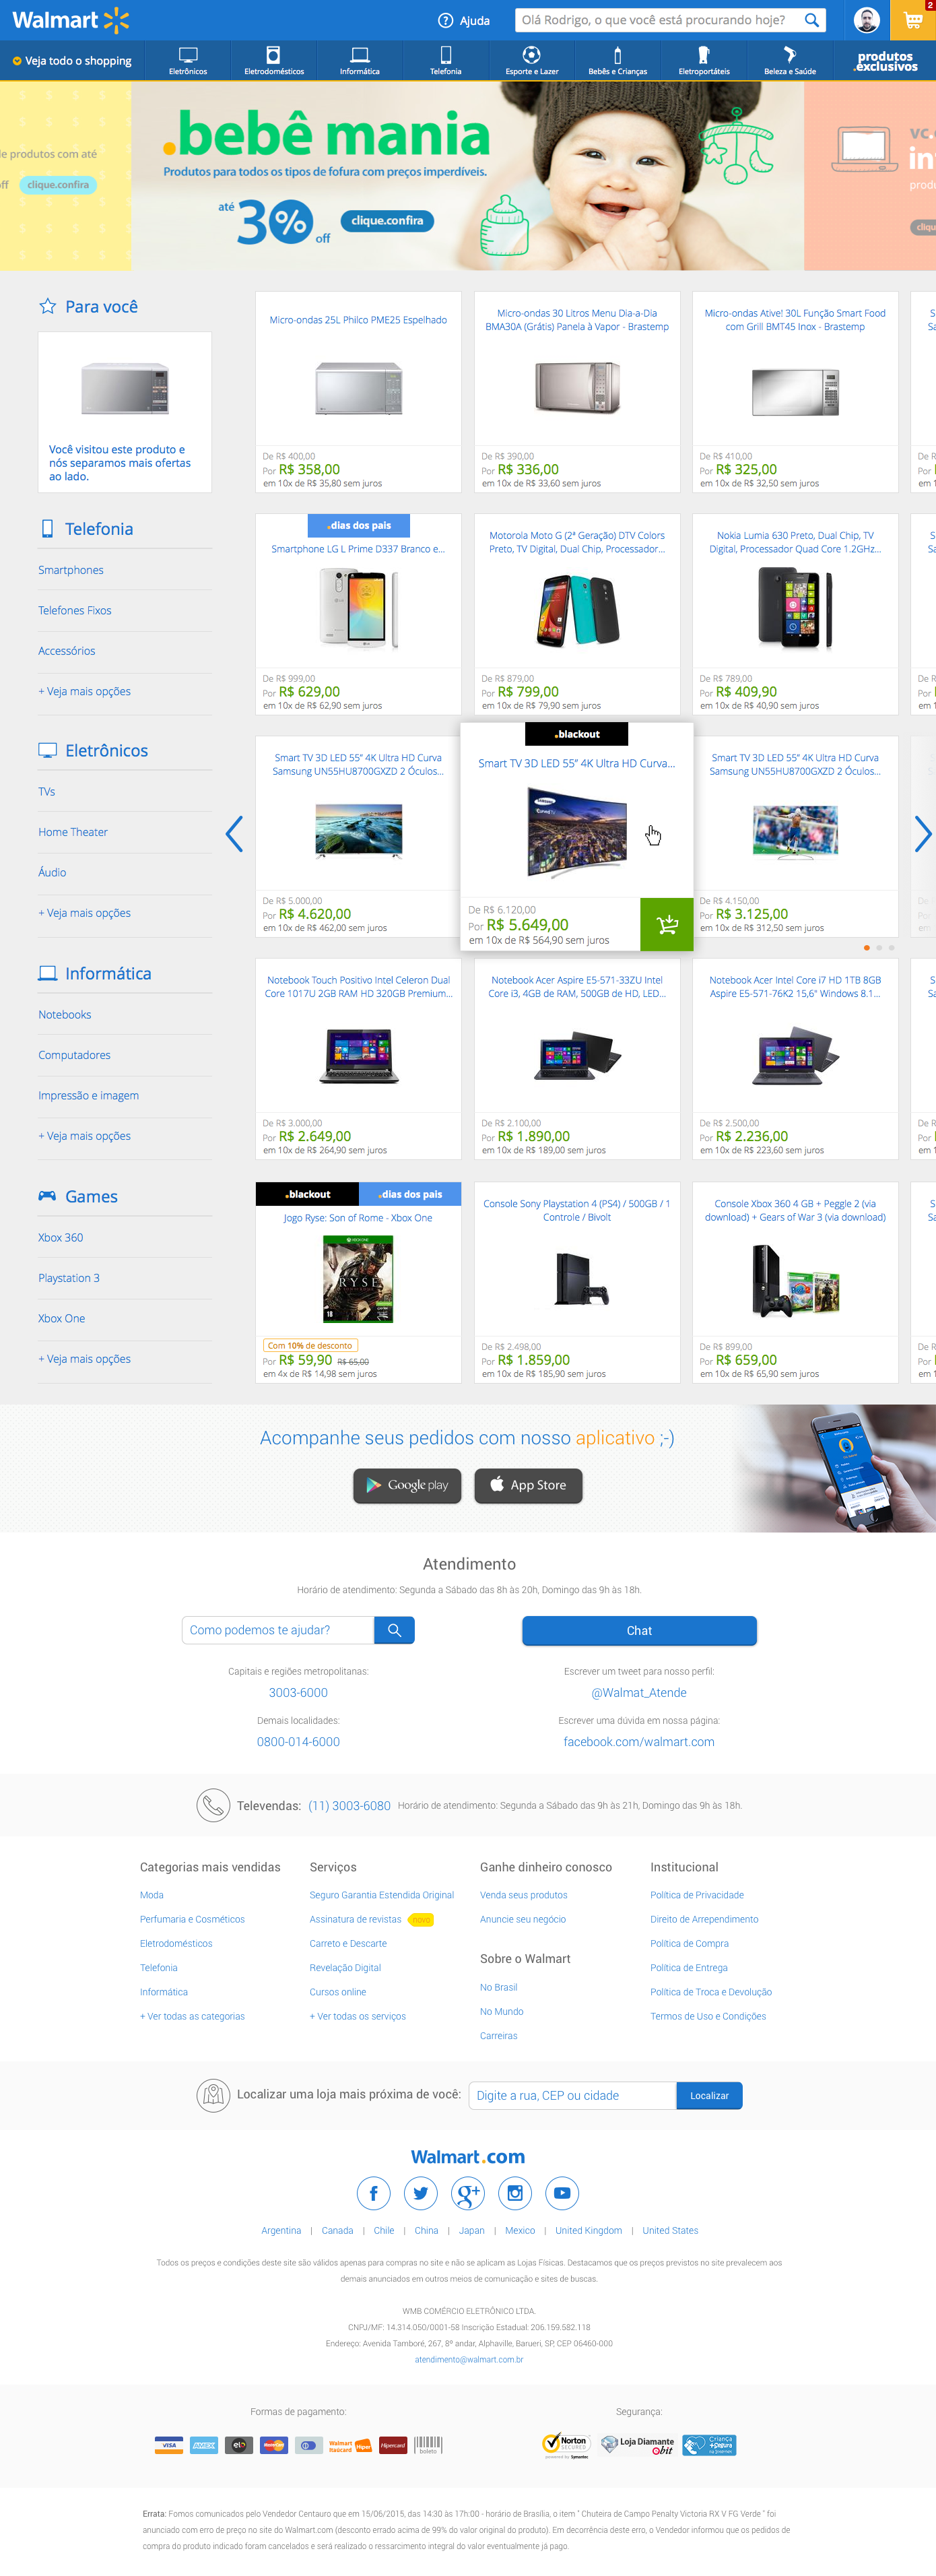 Walmart
Ajuda
Olá Rodrigo, o que você está procurando hoje?
2
Veja todo o shopping
Eletrônicos
Eletrodomésticos
Informática
Telefonia
Esporte e Lazer
Bebês e Crianças
Eletroportáteis
Beleza e Saúde
produtos
.exclusivos
de produtos com até
off
clique.confira
.bebê mania
Produtos para todos os tipos de fofura com preços imperdíveis.
até
3%
off
clique.confira
vc.
in
produ
cliqu
Para você
Você visitou este produto e
nós separamos mais ofertas
ao lado.
Micro-ondas 25L Philco PME25 Espelhado
De R$ 400,00
Por R$ 358,00
em 10x de R$ 35,80 sem juros
Micro-ondas 30 Litros Menu Dia-a-Dia
BMA30A (Grátis) Panela à Vapor - Brastemp
De R$ 390,00
Por R$ 336,00
em 10x de R$ 33,60 sem juros
Micro-ondas Ative! 30L Função Smart Food
com Grill BMT45 Inox - Brastemp
De R$ 410,00
Por R$ 325,00
em 10x de R$ 32,50 sem juros
Telefonia
Smartphones
Telefones Fixos
Accessórios
+ Veja mais opções
.dias dos pais
Smartphone LG L Prime D337 Branco e...
De R$ 999,00
Por R$ 629,00
em 10x de R$ 62,90 sem juros
Motorola Moto G (2ª Geração) DTV Colors
Preto, TV Digital, Dual Chip, Processador...
De R$ 879,00
Por R$ 799,00
em 10x de R$ 79,90 sem juros
Nokia Lumia 630 Preto, Dual Chip, TV
Digital, Processador Quad Core 1.2GHz...
De R$ 789,00
Por R$ 409,90
em 10x de R$ 40,90 sem juros
Eletrônicos
TVs
Home Theater
Áudio
+ Veja mais opções
Smart TV 3D LED 55" 4K Ultra HD Curva
Samsung UN55HU8700GXZD 2 Óculos...
De R$ 5.000,00
Por R$ 4.620,00
em 10x de R$ 462,00 sem juros
.blackout
Smart TV 3D LED 55" 4K Ultra HD Curva...
De R$ 6.120,00
Por R$ 5.649,00
em 10x de R$ 564,90 sem juros
Smart TV 3D LED 55" 4K Ultra HD Curva
Samsung UN55HU8700GXZD 2 Óculos...
De R$ 4.150,00
Por R$ 3.125,00
em 10x de R$ 312,50 sem juros
Informática
Notebooks
Computadores
Impressão e imagem
+ Veja mais opções
Notebook Touch Positivo Intel Celeron Dual
Core 1017U 2GB RAM HD 320GB Premium...
De R$ 3.000,00
Por R$ 2.649,00
em 10x de R$ 264,90 sem juros
Notebook Acer Aspire E5-571-33ZU Intel
Core i3, 4GB de RAM, 500GB de HD, LED...
De R$ 2.100,00
Por R$ 1.890,00
em 10x de R$ 189,00 sem juros
Notebook Acer Intel Core i7 HD 1TB 8GB
Aspire E5-571-76K2 15,6" Windows 8.1...
De R$ 2.500,00
Por R$ 2.236,00
em 10x de R$ 223,60 sem juros
Games
Xbox 360
Playstation 3
Xbox One
+ Veja mais opções
.blackout
.dias dos pais
Jogo Ryse: Son of Rome - Xbox One
RYSE
Com 10% de desconto
Por R$ 59,90 R$ 65,00
em 4x de R$ 14,98 sem juros
Console Sony Playstation 4 (PS4) / 500GB / 1
Controle / Bivolt
De R$ 2.498,00
Por R$ 1.859,00
em 10x de R$ 185,90 sem juros
Console Xbox 360 4 GB + Peggle 2 (via
download) + Gears of War 3 (via download)
De R$ 899,00
Por R$ 659,00
em 10x de R$ 65,90 sem juros
Acompanhe seus pedidos com nosso aplicativo ;-)
Google play
App Store
Atendimento
Horário de atendimento: Segunda a Sábado das 8h às 20h, Domingo das 9h às 18h.
Como podemos te ajudar?
Chat
Capitais e regiões metropolitanas:
3003-6000
Demais localidades:
0800-014-6000
Escrever um tweet para nosso perfil:
@Walmat_Atende
Escrever uma dúvida em nossa página:
facebook.com/walmart.com
Televendas: (11) 3003-6080 Horário de atendimento: Segunda a Sábado das 9h às 21h, Domingo das 9h às 18h.
Categorias mais vendidas
Moda
Perfumaria e Cosméticos
Eletrodomésticos
Telefonia
Informática
+ Ver todas as categorias
Serviços
Seguro Garantia Estendida Original
Assinatura de revistas novo
Carreto e Descarte
Revelação Digital
Cursos online
+ Ver todas os serviços
Ganhe dinheiro conosco
Venda seus produtos
Anuncie seu negócio
Sobre o Walmart
No Brasil
No Mundo
Carreiras
Institucional
Política de Privacidade
Direito de Arrependimento
Política de Compra
Política de Entrega
Política de Troca e Devolução
Termos de Uso e Condições
Localizar uma loja mais próxima de você:
Digite a rua, CEP ou cidade
Localizar
Walmart.com
Argentina | Canada | Chile | China | Japan | Mexico | United Kingdom | United States
Todos os preços e condições deste site são válidos apenas para compras no site e não se aplicam as Lojas Físicas. Destacamos que os preços previstos no site prevalecem aos
demais anunciados em outros meios de comunicação e sites de buscas.
WMB COMÉRCIO ELETRÔNICO LTDA.
CNPJ/MF: 14.314.050/0001-58 Inscrição Estadual: 206.159.582.118
Endereço: Avenida Tamboré, 267, 8º andar, Alphaville, Barueri, SP, CEP 06460-000
atendimento@walmart.com.br
Formas de pagamento:
VISA
elo
MasterCard
Walmart
Itaúcard
Hiper
Hipercard
boleto
Segurança:
Norton
SECURED
powered by Symantec
Loja Diamante
ebit
Criança
+Segura
na Internet
Errata: Fomos comunicados pelo Vendedor Centauro que em 15/06/2015, das 14:30 às 17h:00 - horário de Brasília, o item " Chuteira de Campo Penalty Victoria RX V FG Verde " foi
anunciado com erro de preço no site do Walmart.com (desconto errado acima de 99% do valor original do produto). Em decorrência deste erro, o Vendedor informou que os pedidos de
compra do produto indicado foram cancelados e será realizado o ressarcimento integral do valor eventualmente já pago.